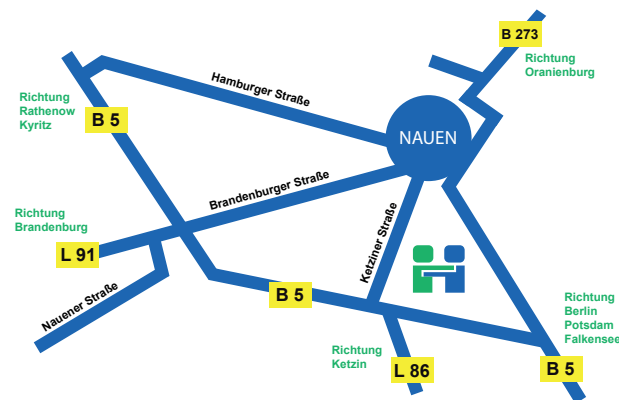 B 273
Richtung
Oranienburg
Hamburger Straße
Richtung
Rathenow
Kyritz
B 5
NAUEN
Brandenburger Straße
Richtung
Brandenburg
L 91
Ketziner Straße
Nauener Straße
B 5
Richtung
Berlin
Potsdam
Falkensee
Richtung
Ketzin
L 86
B 5